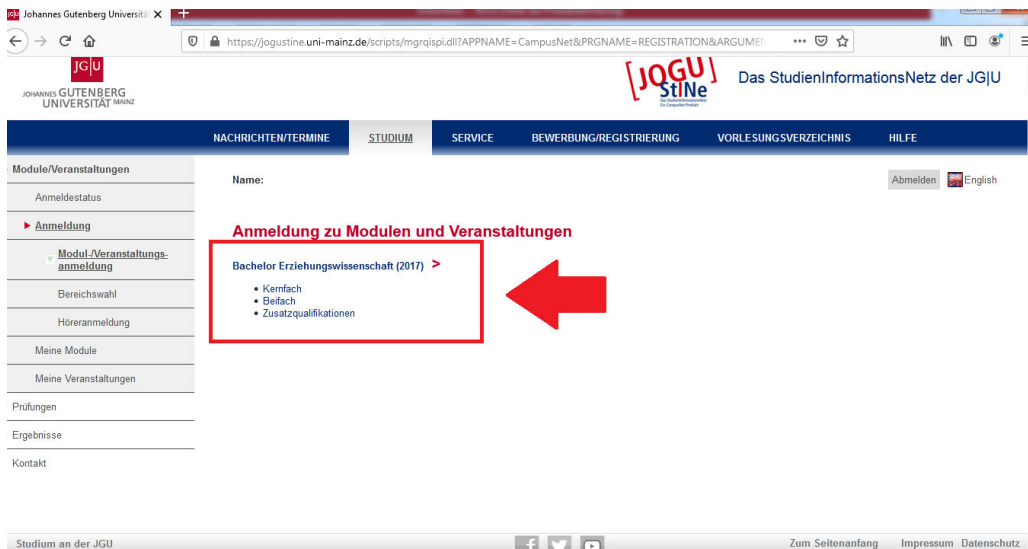 Johannes Gutenberg Universitä
https://jogustine.uni-mainz.de/scripts/mgrqispi.dll?APPNAME=CampusNet&PRGNAME=REGISTRATION&ARGUME
JG|U
JOHANNES GUTENBERG
UNIVERSITÄT MAINZ
JOGU
StINe
Das StudienInformationsNetz der JG|U
NACHRICHTEN/TERMINE STUDIUM SERVICE BEWERBUNG/REGISTRIERUNG VORLESUNGSVERZEICHNIS HILFE
Module/Veranstaltungen
Anmeldestatus
Anmeldung
Modul-/Veranstaltungs-
anmeldung
Bereichswahl
Höreranmeldung
Meine Module
Meine Veranstaltungen
Prüfungen
Ergebnisse
Kontakt
Name:
Abmelden English
Anmeldung zu Modulen und Veranstaltungen
Bachelor Erziehungswissenschaft (2017) >
• Kernfach
• Beifach
• Zusatzqualifikationen
Studium an der JGU
Zum Seitenanfang Impressum Datenschutz